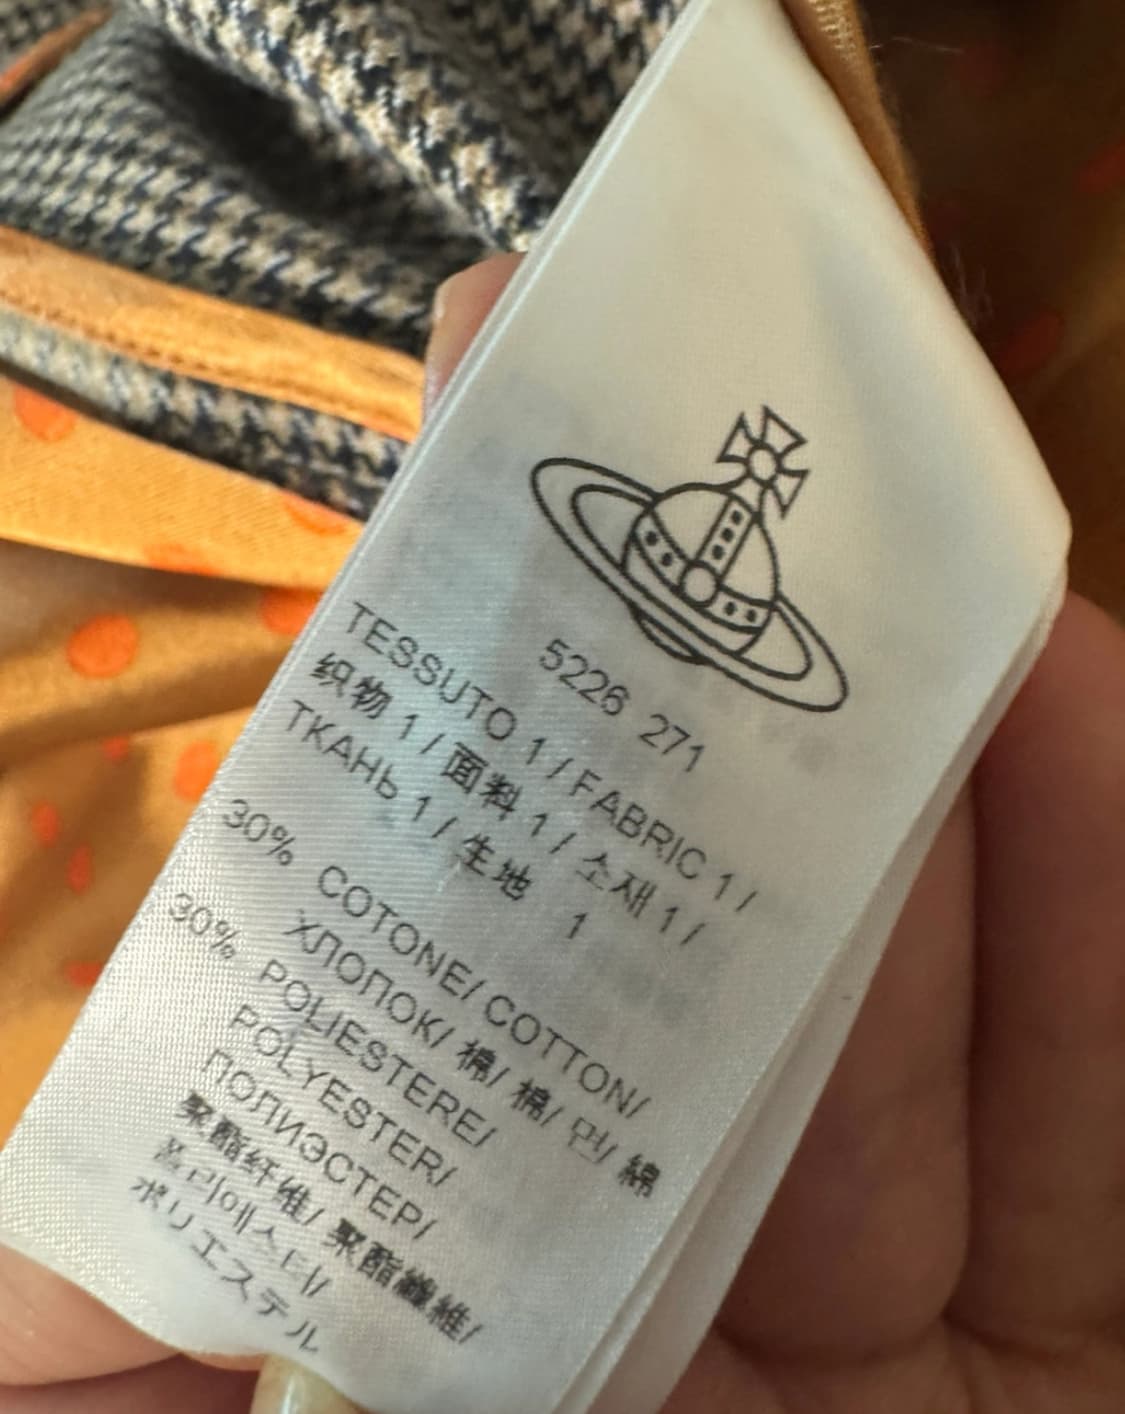 5226 271
TESSUTO 1 / FABRIC 1 /
织物 1 / 面料 1 / 소재 1 /
ТКАНЬ 1 / 生地 1
30% COTONE/ COTTON/
ХЛОПОК/ 棉/ 棉/ 면/ 綿
30% POLIESTERE/
POLYESTER/
ПОЛИЭСТЕР/
聚酯纤维/ 聚酯纖維/
폴리에스터/
ポリエステル